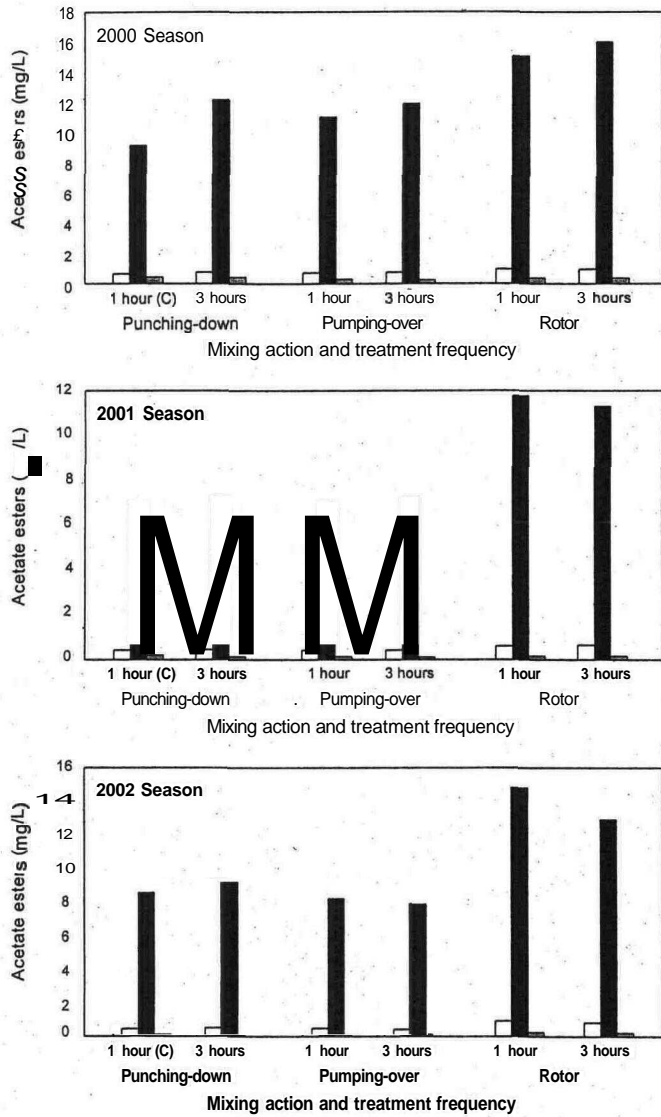 18
2000 Season
16
14
12
10
8
6
4
2
0
1 hour (C) 3 hours 1 hour 3 hours 1 hour 3 hours
Punching-down Pumping-over Rotor
Mixing action and treatment frequency
12
2001 Season
10
8
6
4
2
0
Acetate esters ( /L)
M M
1 hour (C) 3 hours 1 hour 3 hours 1 hour 3 hours
Punching-down Pumping-over Rotor
Mixing action and treatment frequency
16
2002 Season
14
12
10
8
6
4
2
0
Acetate esters (mg/L)
1 hour (C) 3 hours 1 hour 3 hours 1 hour 3 hours
Punching-down Pumping-over Rotor
Mixing action and treatment frequency